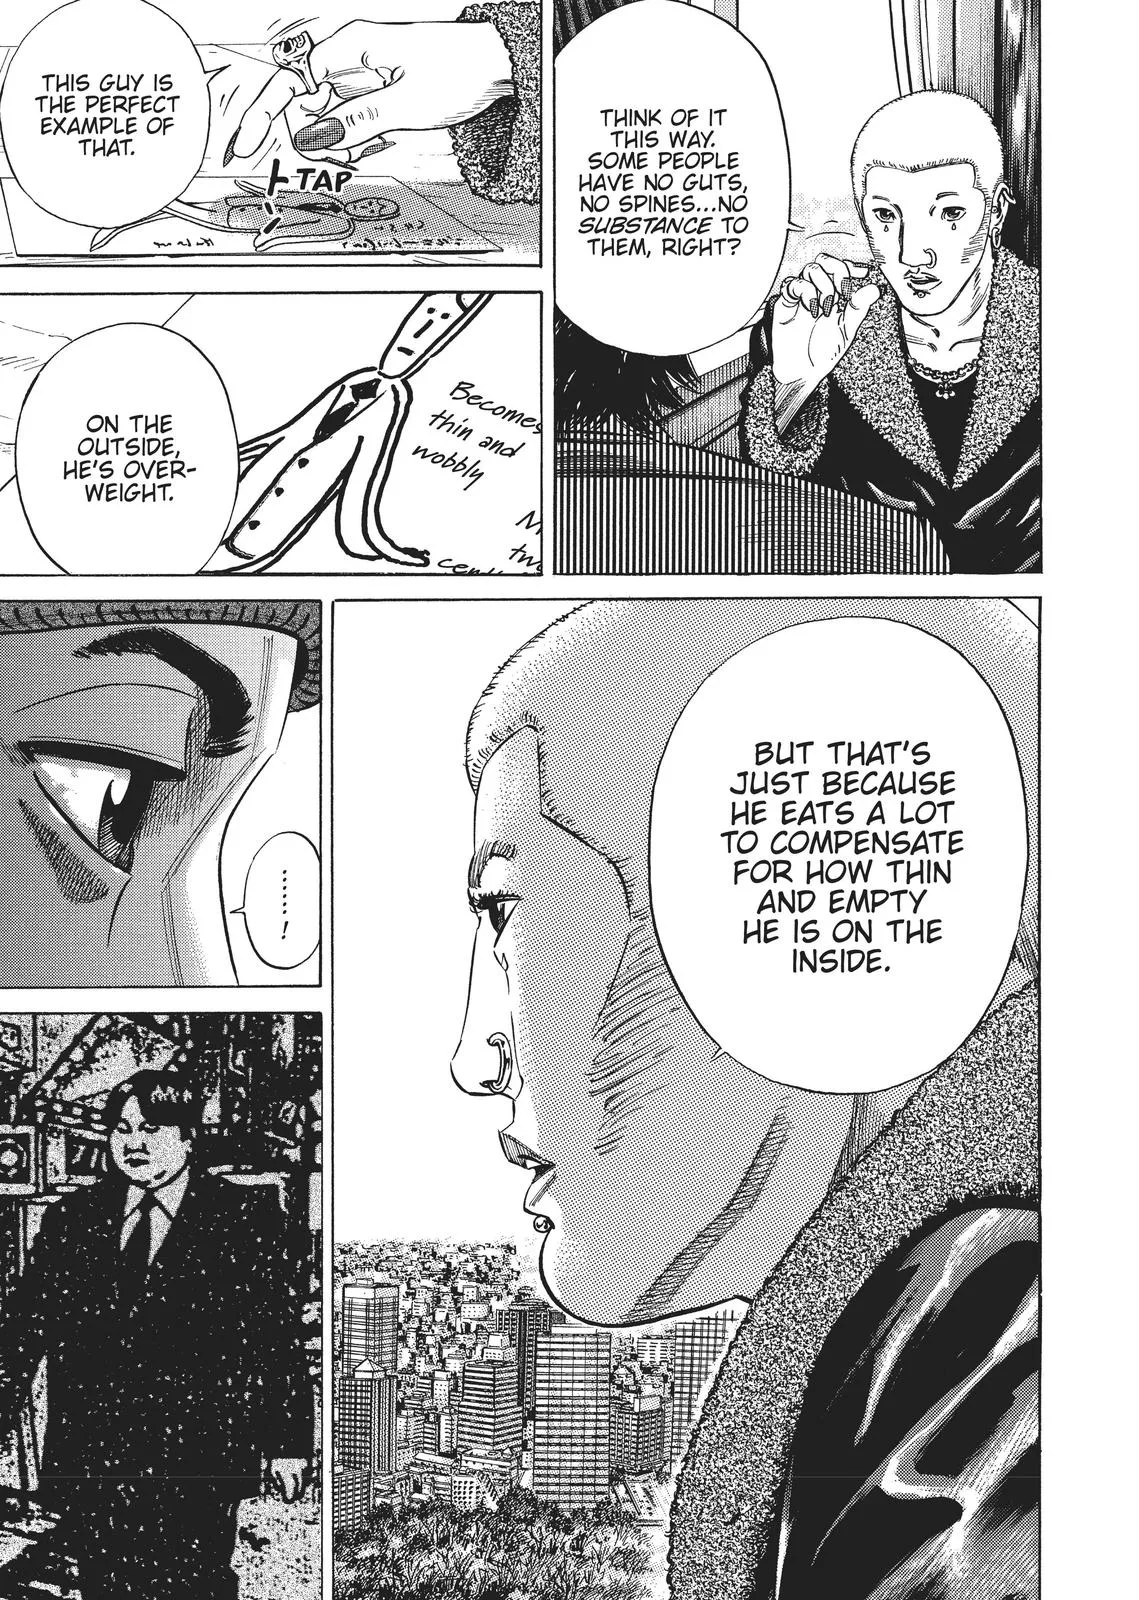 THINK OF IT
THIS WAY.
SOME PEOPLE
HAVE NO GUTS,
NO SPINES...NO
SUBSTANCE TO
THEM, RIGHT?
THIS GUY IS
THE PERFECT
EXAMPLE OF
THAT.
ト TAP
ON THE
OUTSIDE,
HE'S OVER-
WEIGHT.
Becomes
thin and
wobbly
BUT THAT'S
JUST BECAUSE
HE EATS A LOT
TO COMPENSATE
FOR HOW THIN
AND EMPTY
HE IS ON THE
INSIDE.
......!